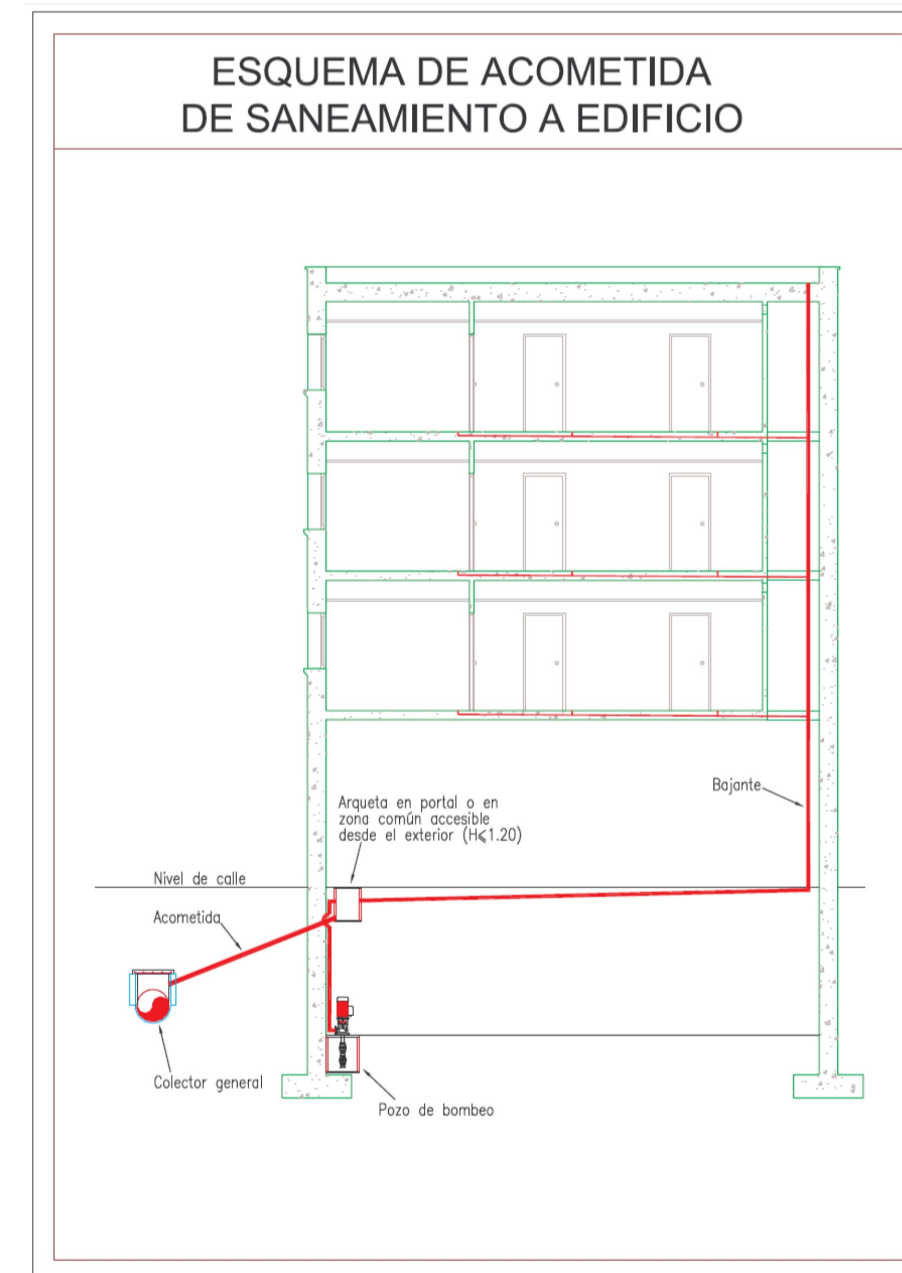 ESQUEMA DE ACOMETIDA
DE SANEAMIENTO A EDIFICIO
Bajante
Arqueta en portal o en
zona común accesible
desde el exterior (H⩽1.20)
Nivel de calle
Acometida
Colector general
Pozo de bombeo